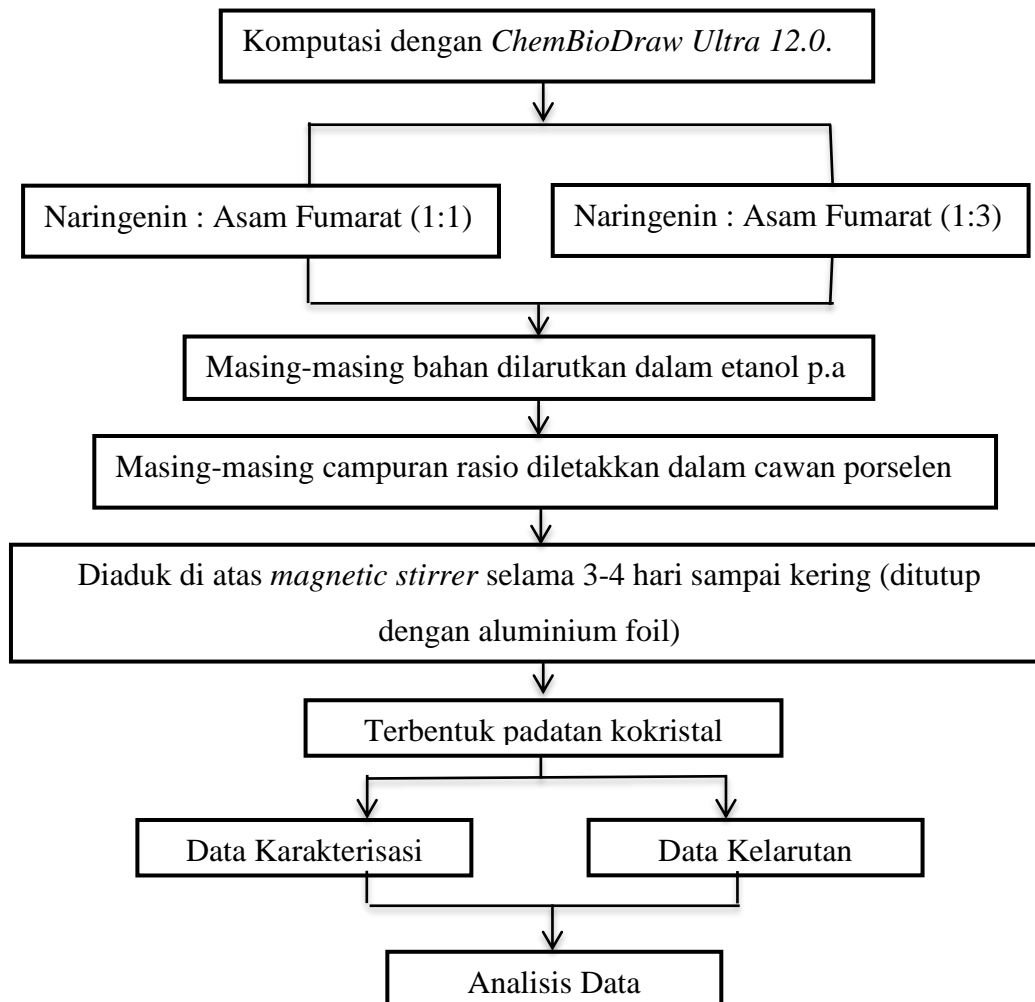 Komputasi dengan ChemBioDraw Ultra 12.0.
Naringenin : Asam Fumarat (1:1)
Naringenin : Asam Fumarat (1:3)
Masing-masing bahan dilarutkan dalam etanol p.a
Masing-masing campuran rasio diletakkan dalam cawan porselen
Diaduk di atas magnetic stirrer selama 3-4 hari sampai kering (ditutup
dengan aluminium foil)
Terbentuk padatan kokristal
Data Karakterisasi
Data Kelarutan
Analisis Data